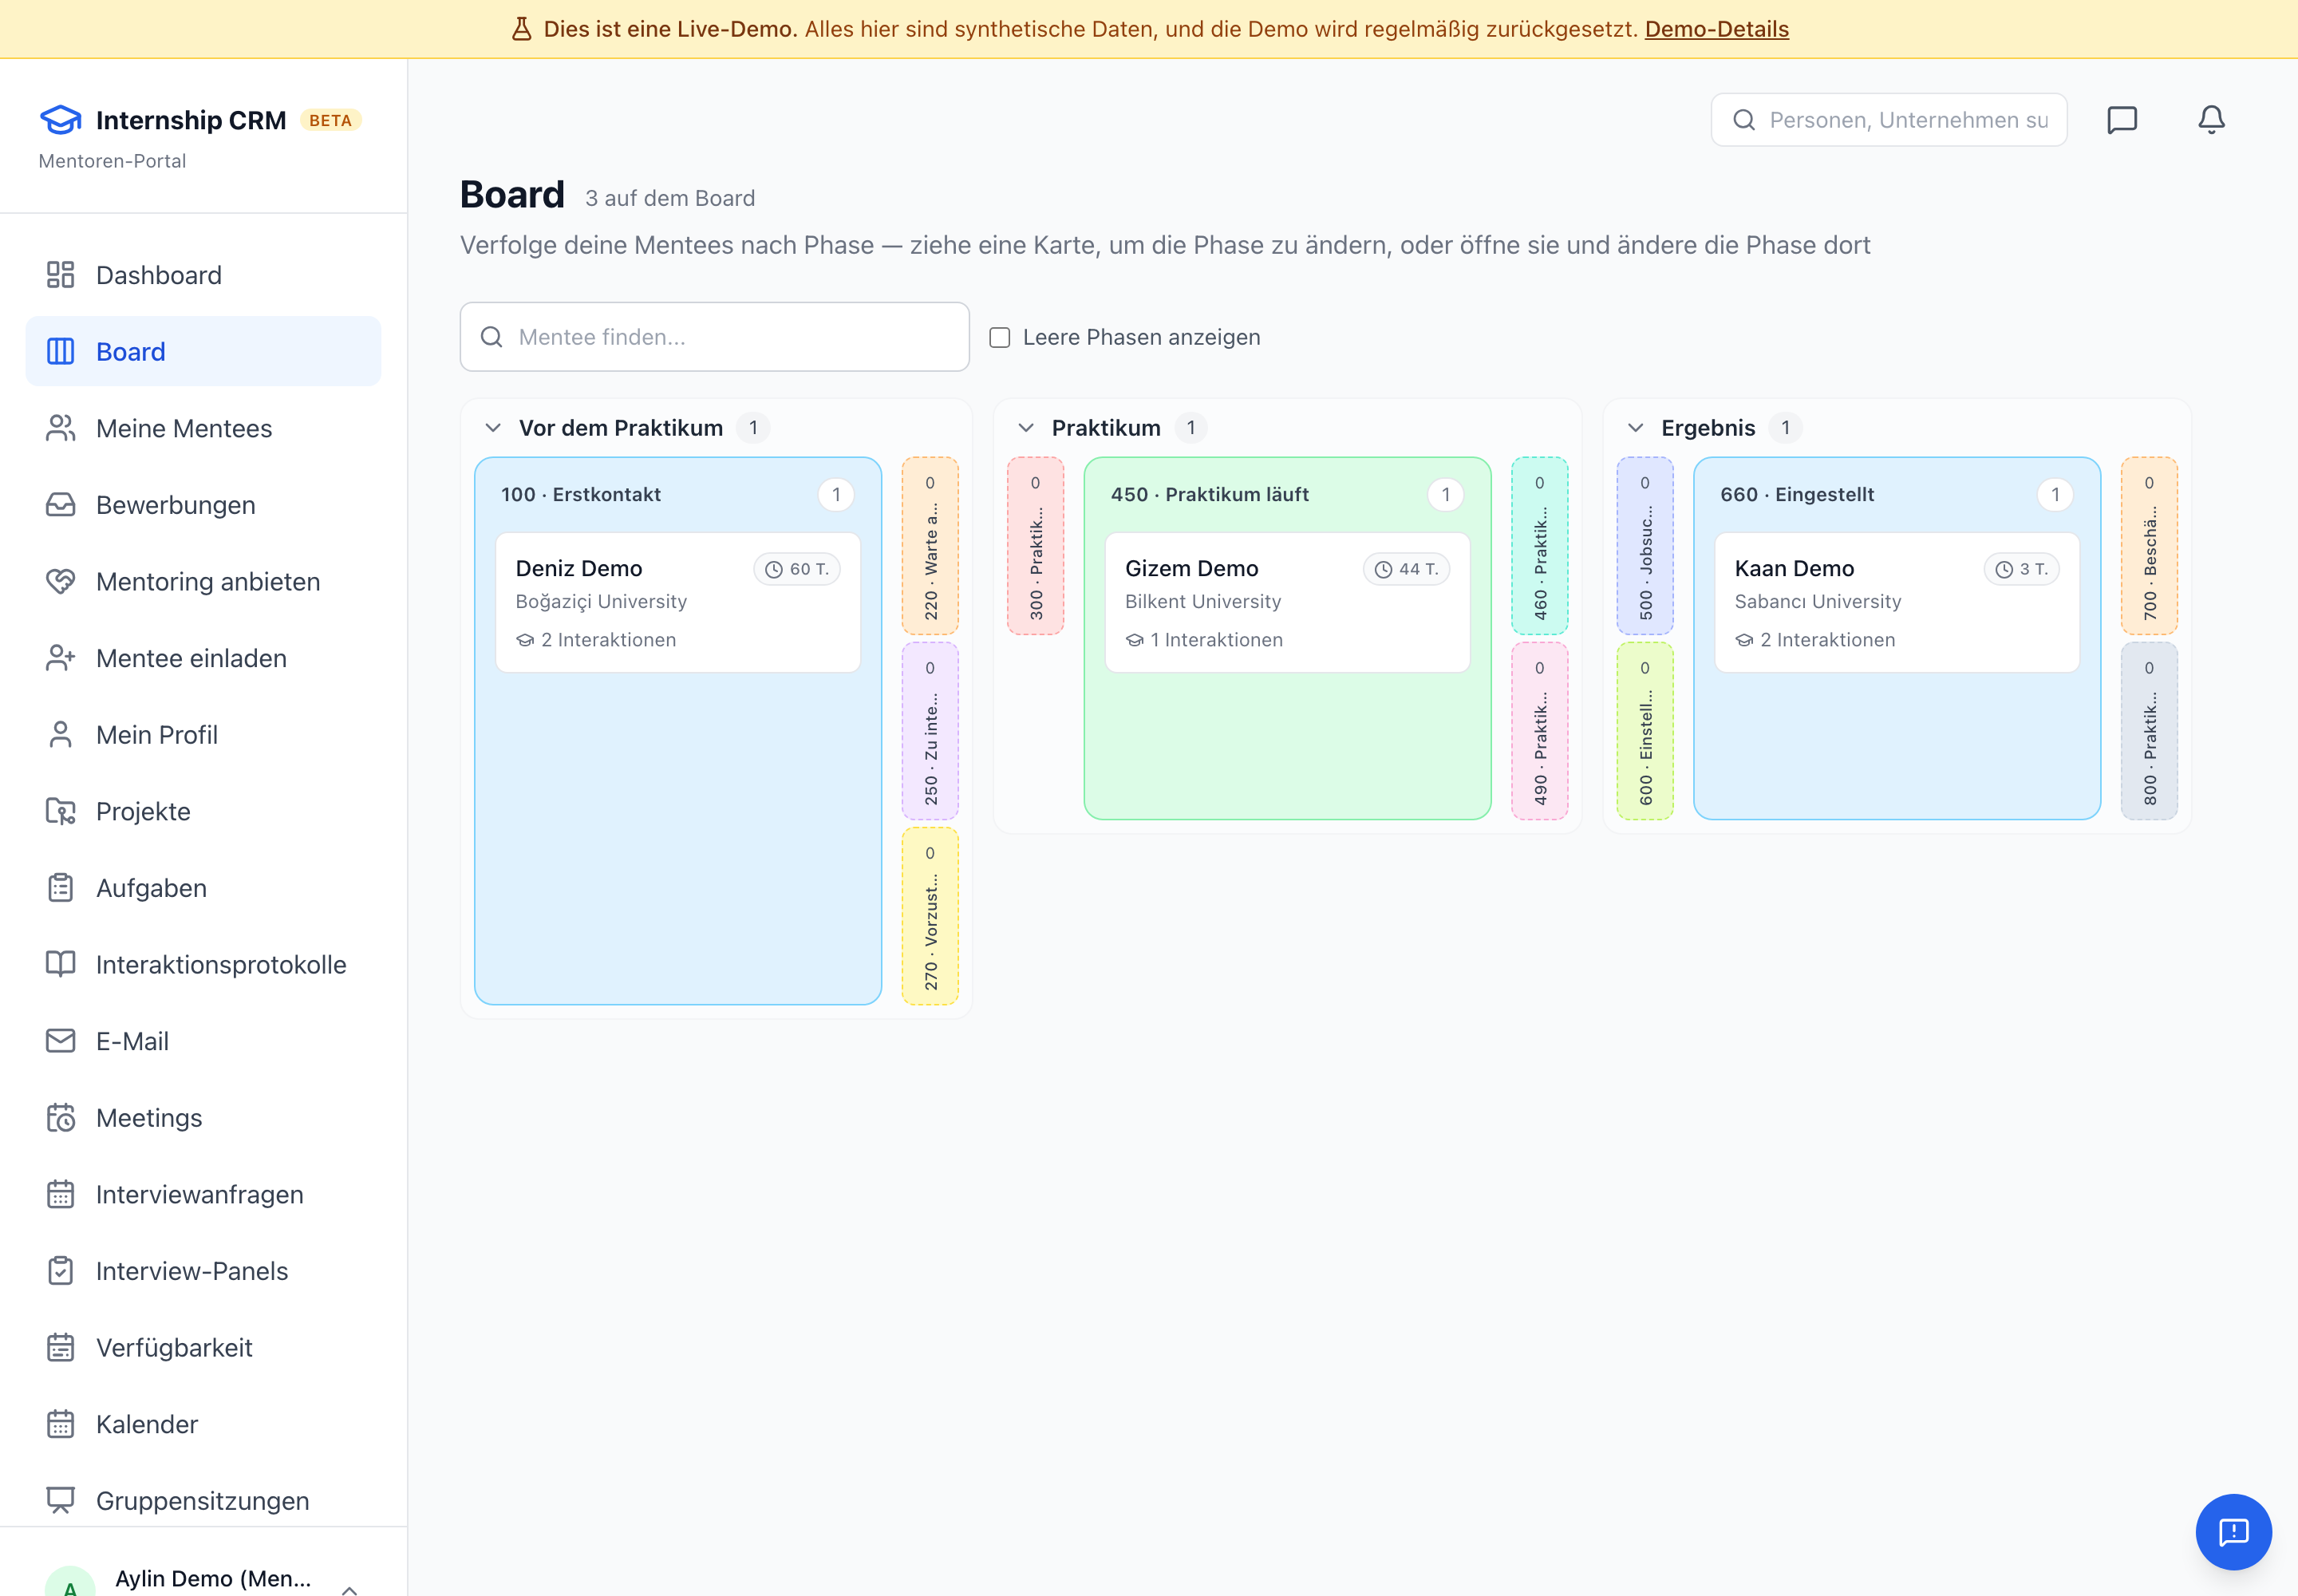 Dies ist eine Live-Demo. Alles hier sind synthetische Daten, und die Demo wird regelmäßig zurückgesetzt. Demo-Details
Internship CRM BETA
Mentoren-Portal
Dashboard
Board
Meine Mentees
Bewerbungen
Mentoring anbieten
Mentee einladen
Mein Profil
Projekte
Aufgaben
Interaktionsprotokolle
E-Mail
Meetings
Interviewanfragen
Interview-Panels
Verfügbarkeit
Kalender
Gruppensitzungen
A
Aylin Demo (Men...
Personen, Unternehmen su
Board 3 auf dem Board
Verfolge deine Mentees nach Phase — ziehe eine Karte, um die Phase zu ändern, oder öffne sie und ändere die Phase dort
Mentee finden...
Leere Phasen anzeigen
Vor dem Praktikum 1
100 · Erstkontakt 1
Deniz Demo 60 T.
Boğaziçi University
2 Interaktionen
0
220 · Warte a...
0
250 · Zu inte...
0
270 · Vorzust...
Praktikum 1
0
300 · Praktik...
450 · Praktikum läuft 1
Gizem Demo 44 T.
Bilkent University
1 Interaktionen
0
460 · Praktik...
0
490 · Praktik...
Ergebnis 1
0
500 · Jobsuc...
0
600 · Einstell...
660 · Eingestellt 1
Kaan Demo 3 T.
Sabancı University
2 Interaktionen
0
700 · Beschä...
0
800 · Praktik...